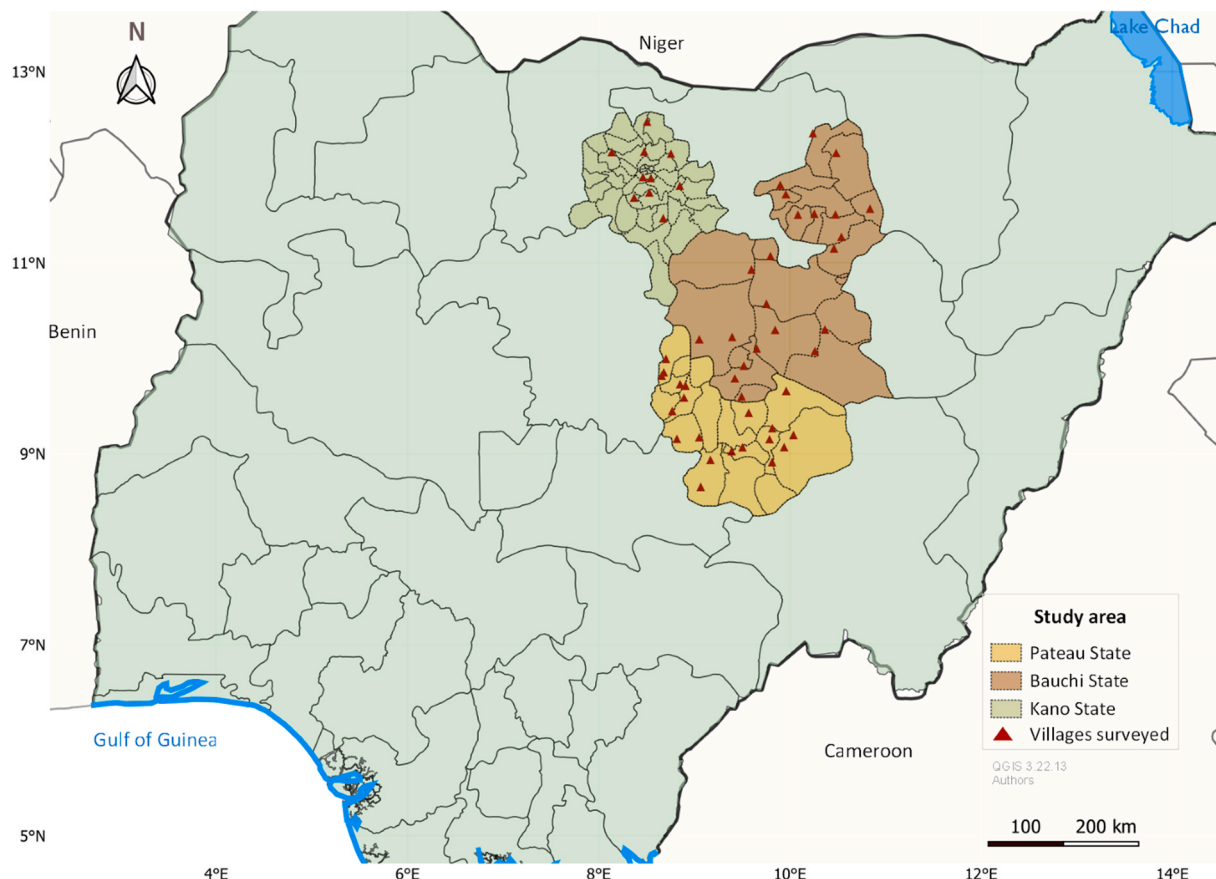 N
Niger
Lake Chad
13°N
11°N
Benin
9°N
7°N
Study area
Pateau State
Bauchi State
Kano State
Villages surveyed
Gulf of Guinea
Cameroon
QGIS 3.22.13
Authors
5°N
100 200 km
4°E 6°E 8°E 10°E 12°E 14°E